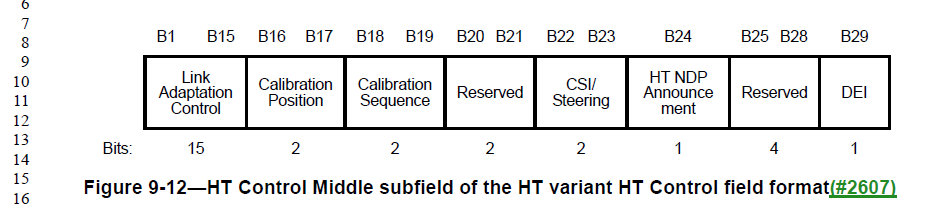 6
7
8
9
10
11
12
13
14
15
16
B1 B15 B16 B17 B18 B19 B20 B21 B22 B23 B24 B25 B28 B29
Link
Adaptation
Control
Calibration
Position
Calibration
Sequence
Reserved
CSI/
Steering
HT NDP
Announce
ment
Reserved
DEI
Bits: 15 2 2 2 2 1 4 1
Figure 9-12—HT Control Middle subfield of the HT variant HT Control field format(#2607)